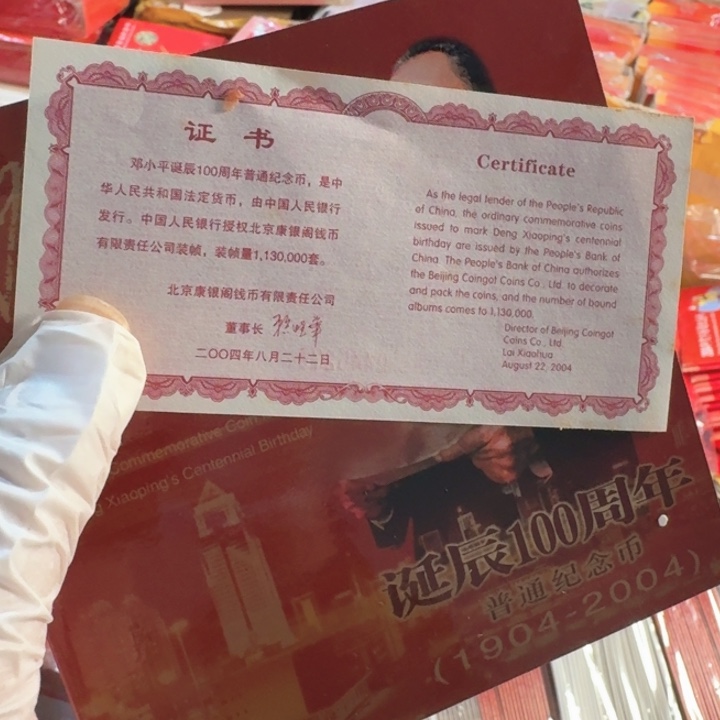 证书
邓小平诞辰100周年普通纪念币，是中
华人民共和国法定货币，由中国人民银行
发行。中国人民银行授权北京康银阁钱币
有限责任公司装帧，装帧量1,130,000套。
北京康银阁钱币有限责任公司
董事长
二〇〇四年八月二十二日
Certificate
As the legal tender of the People's Republic
of China, the ordinary commemorative coins
issued to mark Deng Xiaoping's centennial
birthday are issued by the People's Bank of
China. The People's Bank of China authorizes
the Beijing Coingot Coins Co., Ltd. to decorate
and pack the coins, and the number of bound
albums comes to 1,130,000.
Director of Beijing Coingot
Coins Co., Ltd.
Lai Xiaohua
August 22, 2004
Commemorative Coin
Xiaoping's Centennial Birthday
诞辰100周年
普通纪念币
(1904-2004)